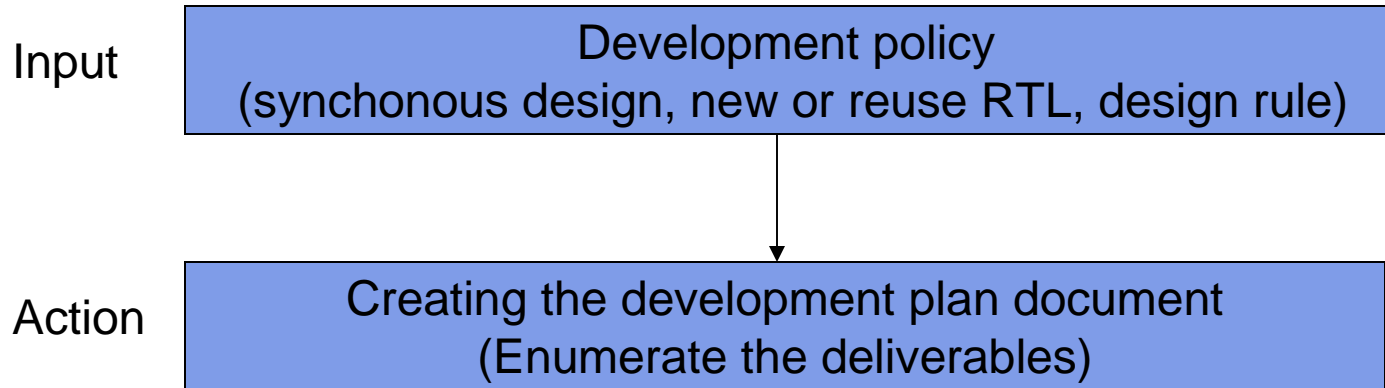 Input
Development policy
(synchonous design, new or reuse RTL, design rule)
Action
Creating the development plan document
(Enumerate the deliverables)